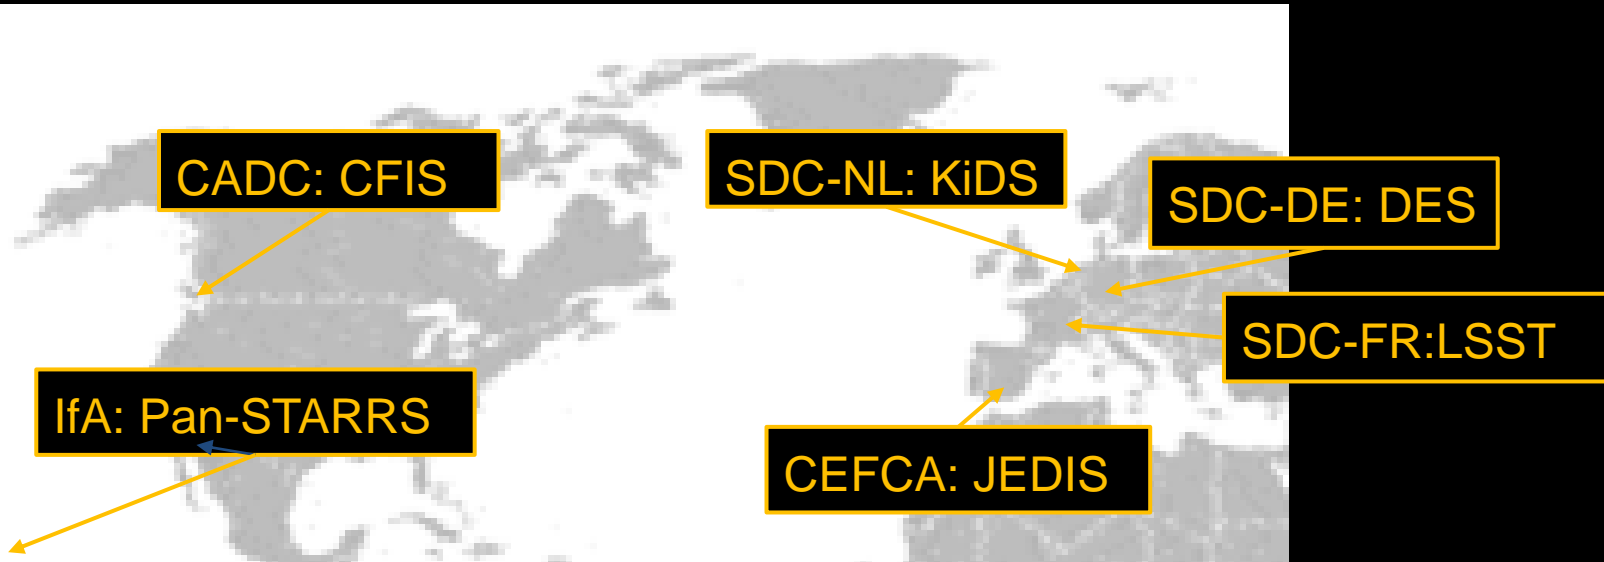 CADC: CFIS
SDC-NL: KiDS
SDC-DE: DES
SDC-FR:LSST
IfA: Pan-STARRS
CEFCA: JEDIS